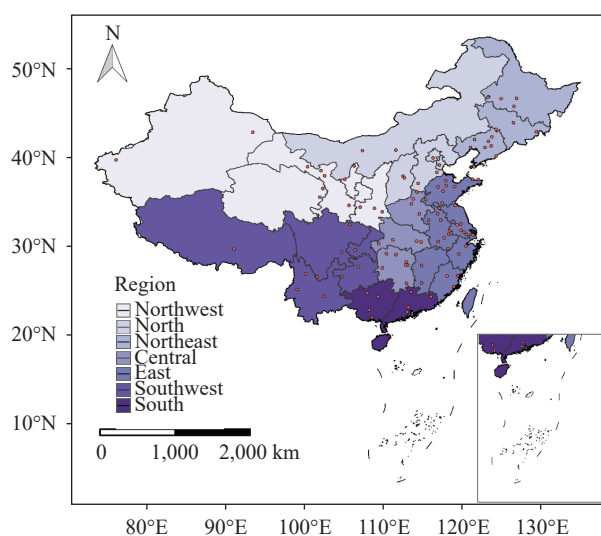 N
50°N
40°N
30°N
20°N
10°N
Region
Northwest
North
Northeast
Central
East
Southwest
South
0 1,000 2,000 km
80°E 90°E 100°E 110°E 120°E 130°E